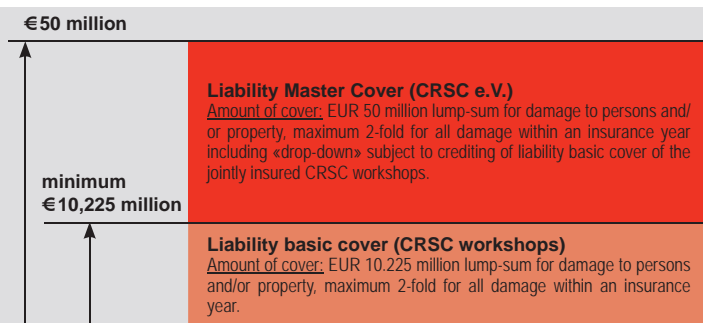 €50 million
Liability Master Cover (CRSC e.V.)
Amount of cover: EUR 50 million lump-sum for damage to persons and/
or property, maximum 2-fold for all damage within an insurance year
including «drop-down» subject to crediting of liability basic cover of the
jointly insured CRSC workshops.
minimum
€10,225 million
Liability basic cover (CRSC workshops)
Amount of cover: EUR 10.225 million lump-sum for damage to persons
and/or property, maximum 2-fold for all damage within an insurance
year.